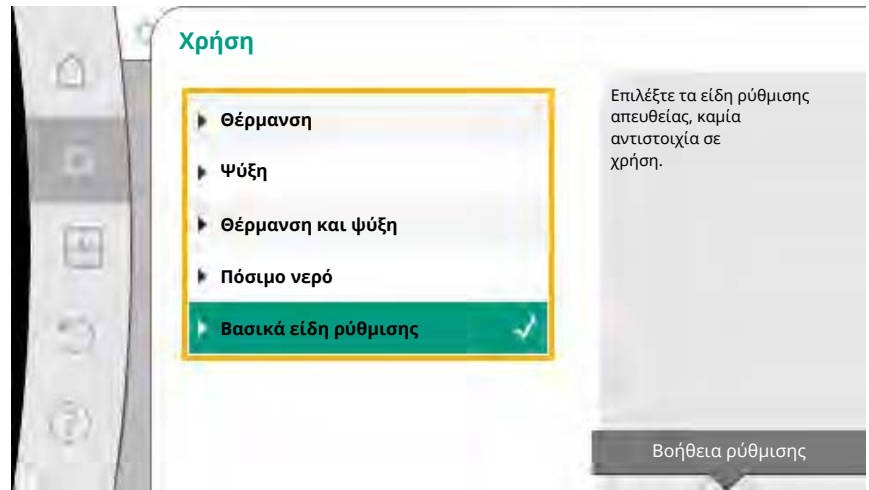 Χρήση
Θέρμανση
Ψύξη
Θέρμανση και ψύξη
Πόσιμο νερό
Βασικά είδη ρύθμισης
Επιλέξτε τα είδη ρύθμισης
απευθείας, καμία
αντιστοιχία σε
χρήση.
Βοήθεια ρύθμισης